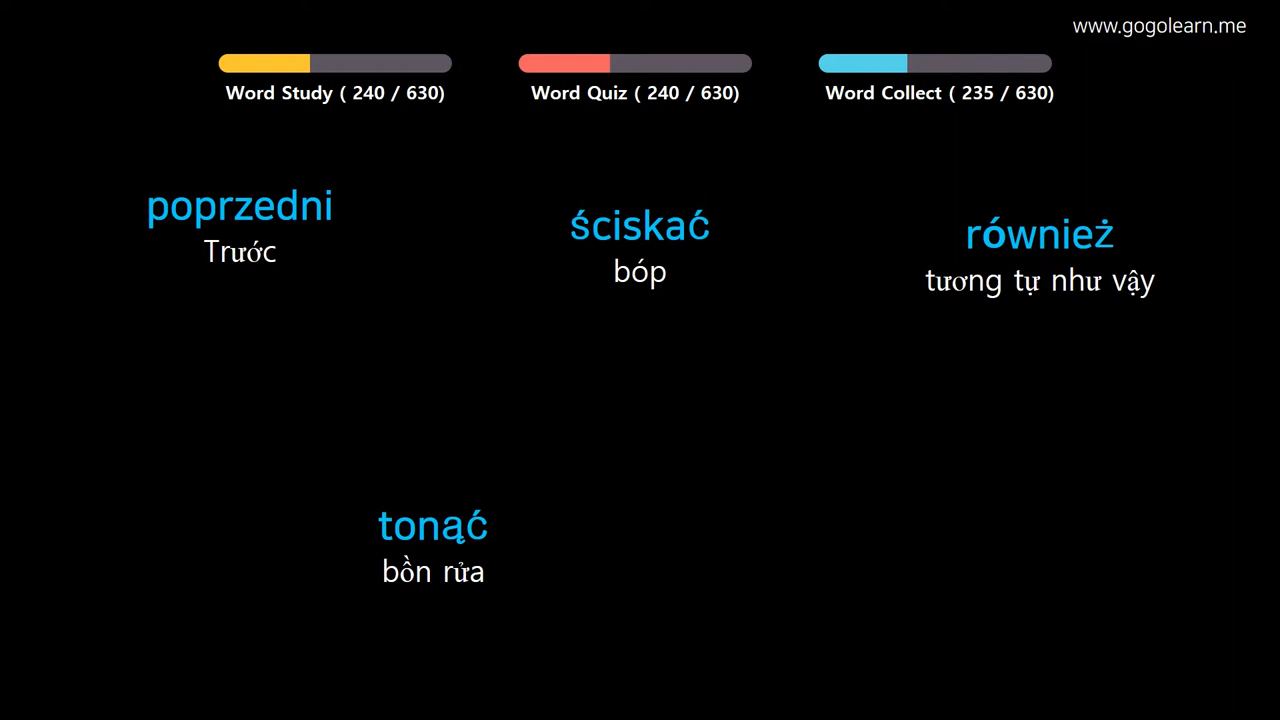 www.gogolearn.me
Word Study ( 240 / 630)
Word Quiz ( 240 / 630)
Word Collect ( 235 / 630)
poprzedni
Trước
ściskać
bóp
również
tương tự như vậy
tonąć
bồn rửa